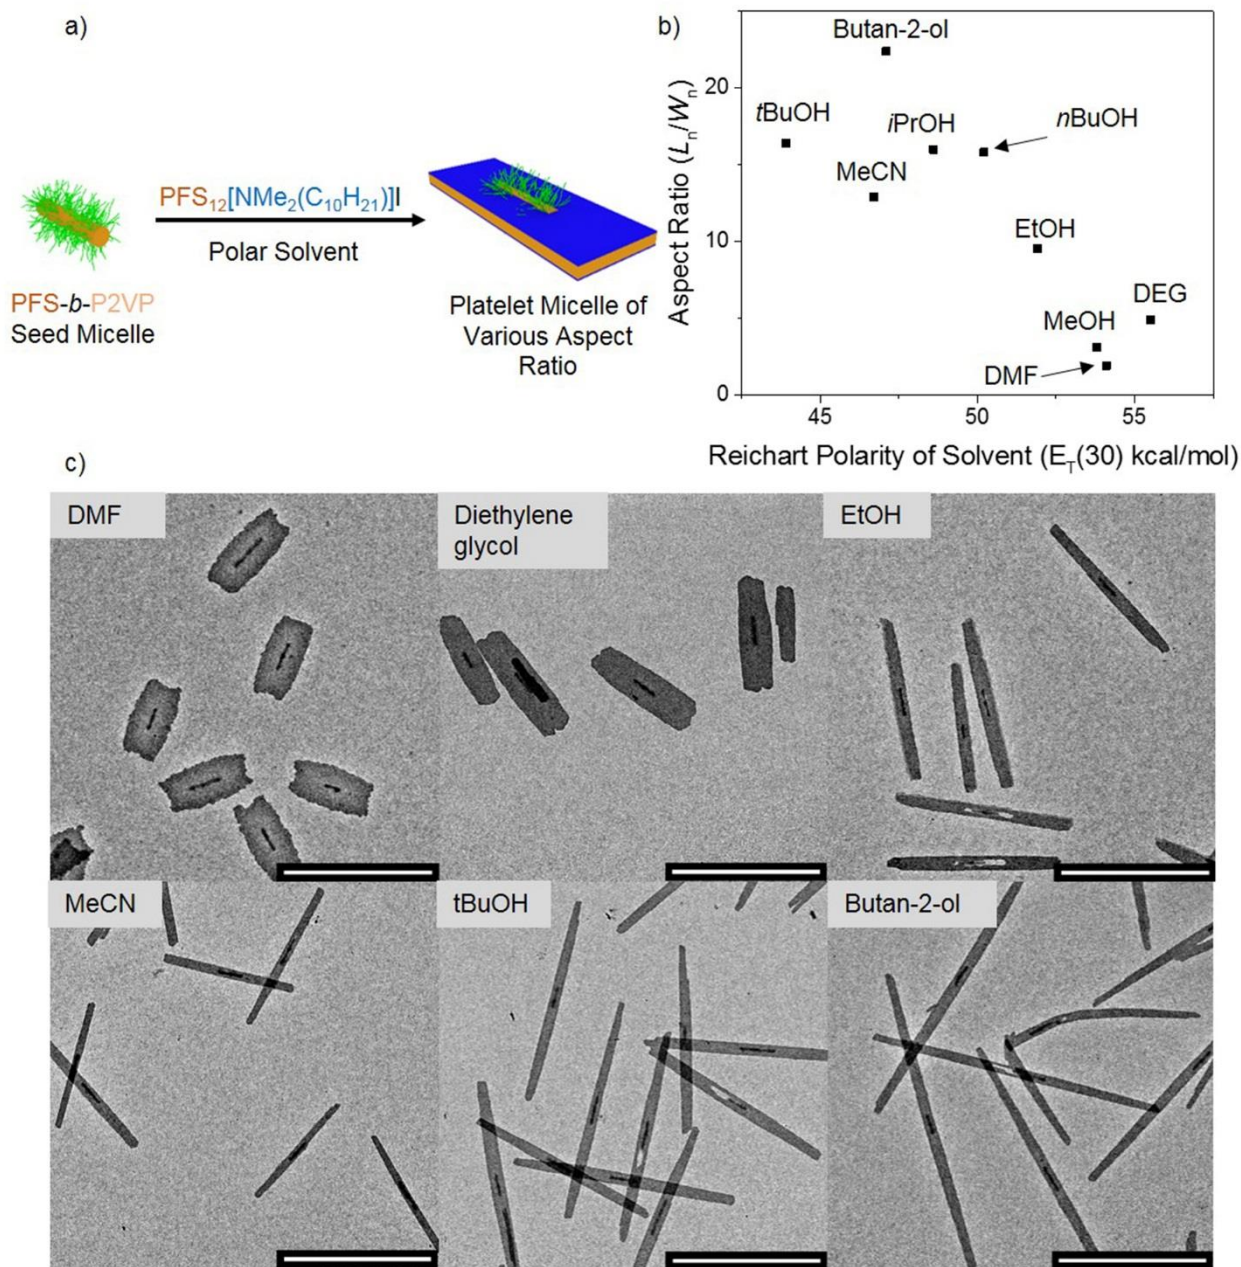 a)
PFS12[NMe2(C10H21)]I
Polar Solvent
PFS-b-P2VP
Seed Micelle
Platelet Micelle of
Various Aspect
Ratio
b)
Aspect Ratio (Ln/Wn)
20
10
0
Butan-2-ol
tBuOH
iPrOH
nBuOH
MeCN
EtOH
DEG
MeOH
DMF
45
50
55
Reichart Polarity of Solvent (ET(30) kcal/mol)
c)
DMF
Diethylene
glycol
EtOH
MeCN
tBuOH
Butan-2-ol